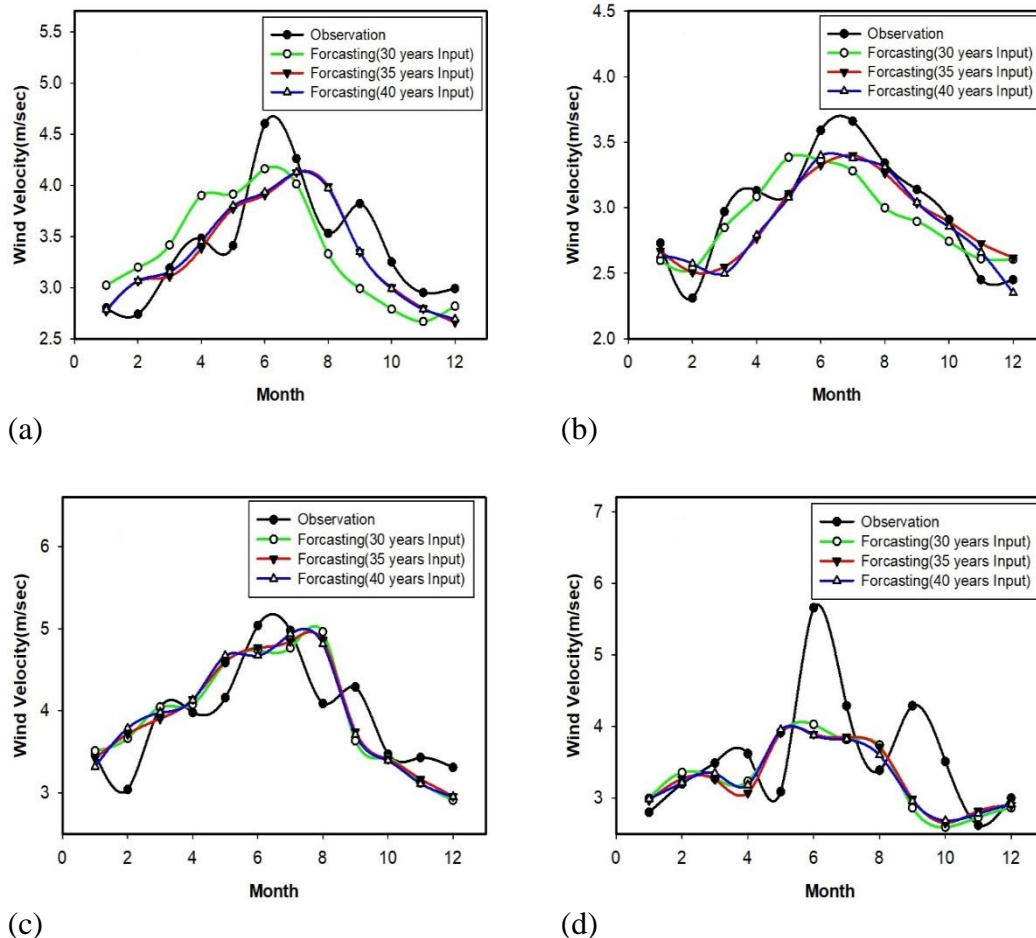 5.5
5.0
4.5
4.0
3.5
3.0
2.5
Wind Velocity(m/sec)
Observation
Forcasting(30 years Input)
Forcasting(35 years Input)
Forcasting(40 years Input)
0 2 4 6 8 10 12
Month
(a)
4.5
4.0
3.5
3.0
2.5
2.0
Wind Velocity(m/sec)
Observation
Forcasting(30 years Input)
Forcasting(35 years Input)
Forcasting(40 years Input)
0 2 4 6 8 10 12
Month
(b)
6
5
4
3
Wind Velocity(m/sec)
Observation
Forcasting(30 years Input)
Forcasting(35 years Input)
Forcasting(40 years Input)
0 2 4 6 8 10 12
Month
(c)
7
6
5
4
3
Wind Velocity(m/sec)
Observation
Forcasting(30 years Input)
Forcasting(35 years Input)
Forcasting(40 years Input)
0 2 4 6 8 10 12
Month
(d)